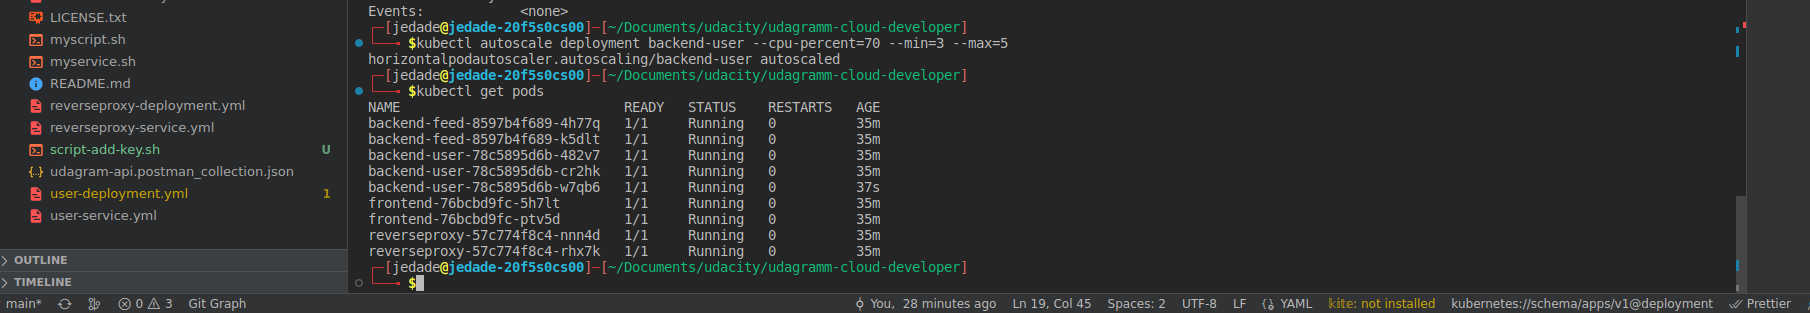 LICENSE.txt
myscript.sh
myservice.sh
README.md
reverseproxy-deployment.yml
reverseproxy-service.yml
script-add-key.sh U
udagram-api.postman_collection.json
user-deployment.yml 1
user-service.yml
OUTLINE
TIMELINE
Events: <none>
[jedade@jedade-20f5s0cs00]-[~/Documents/udacity/udagramm-cloud-developer]
$kubectl autoscale deployment backend-user --cpu-percent=70 --min=3 --max=5
horizontalpodautoscaler.autoscaling/backend-user autoscaled
[jedade@jedade-20f5s0cs00]-[~/Documents/udacity/udagramm-cloud-developer]
$kubectl get pods
NAME READY STATUS RESTARTS AGE
backend-feed-8597b4f689-4h77q 1/1 Running 0 35m
backend-feed-8597b4f689-k5dlt 1/1 Running 0 35m
backend-user-78c5895d6b-482v7 1/1 Running 0 35m
backend-user-78c5895d6b-cr2hk 1/1 Running 0 35m
backend-user-78c5895d6b-w7qb6 1/1 Running 0 37s
frontend-76bcbd9fc-5h7lt 1/1 Running 0 35m
frontend-76bcbd9fc-ptv5d 1/1 Running 0 35m
reverseproxy-57c774f8c4-nnn4d 1/1 Running 0 35m
reverseproxy-57c774f8c4-rhx7k 1/1 Running 0 35m
[jedade@jedade-20f5s0cs00]-[~/Documents/udacity/udagramm-cloud-developer]
$
main* 0 3 Git Graph You, 28 minutes ago Ln 19, Col 45 Spaces: 2 UTF-8 LF YAML kite: not installed kubernetes://schema/apps/v1@deployment Prettier